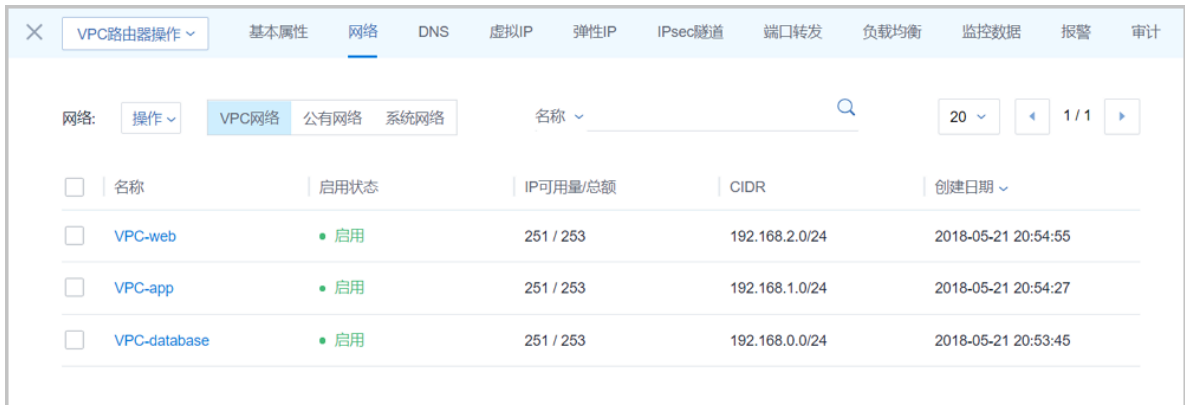 VPC路由器操作 基本属性 网络 DNS 虚拟IP 弹性IP IPsec隧道 端口转发 负载均衡 监控数据 报警 审计
网络: 操作 VPC网络 公有网络 系统网络 名称 20 1 / 1
名称 启用状态 IP可用量/总额 CIDR 创建日期
VPC-web 启用 251 / 253 192.168.2.0/24 2018-05-21 20:54:55
VPC-app 启用 251 / 253 192.168.1.0/24 2018-05-21 20:54:27
VPC-database 启用 251 / 253 192.168.0.0/24 2018-05-21 20:53:45